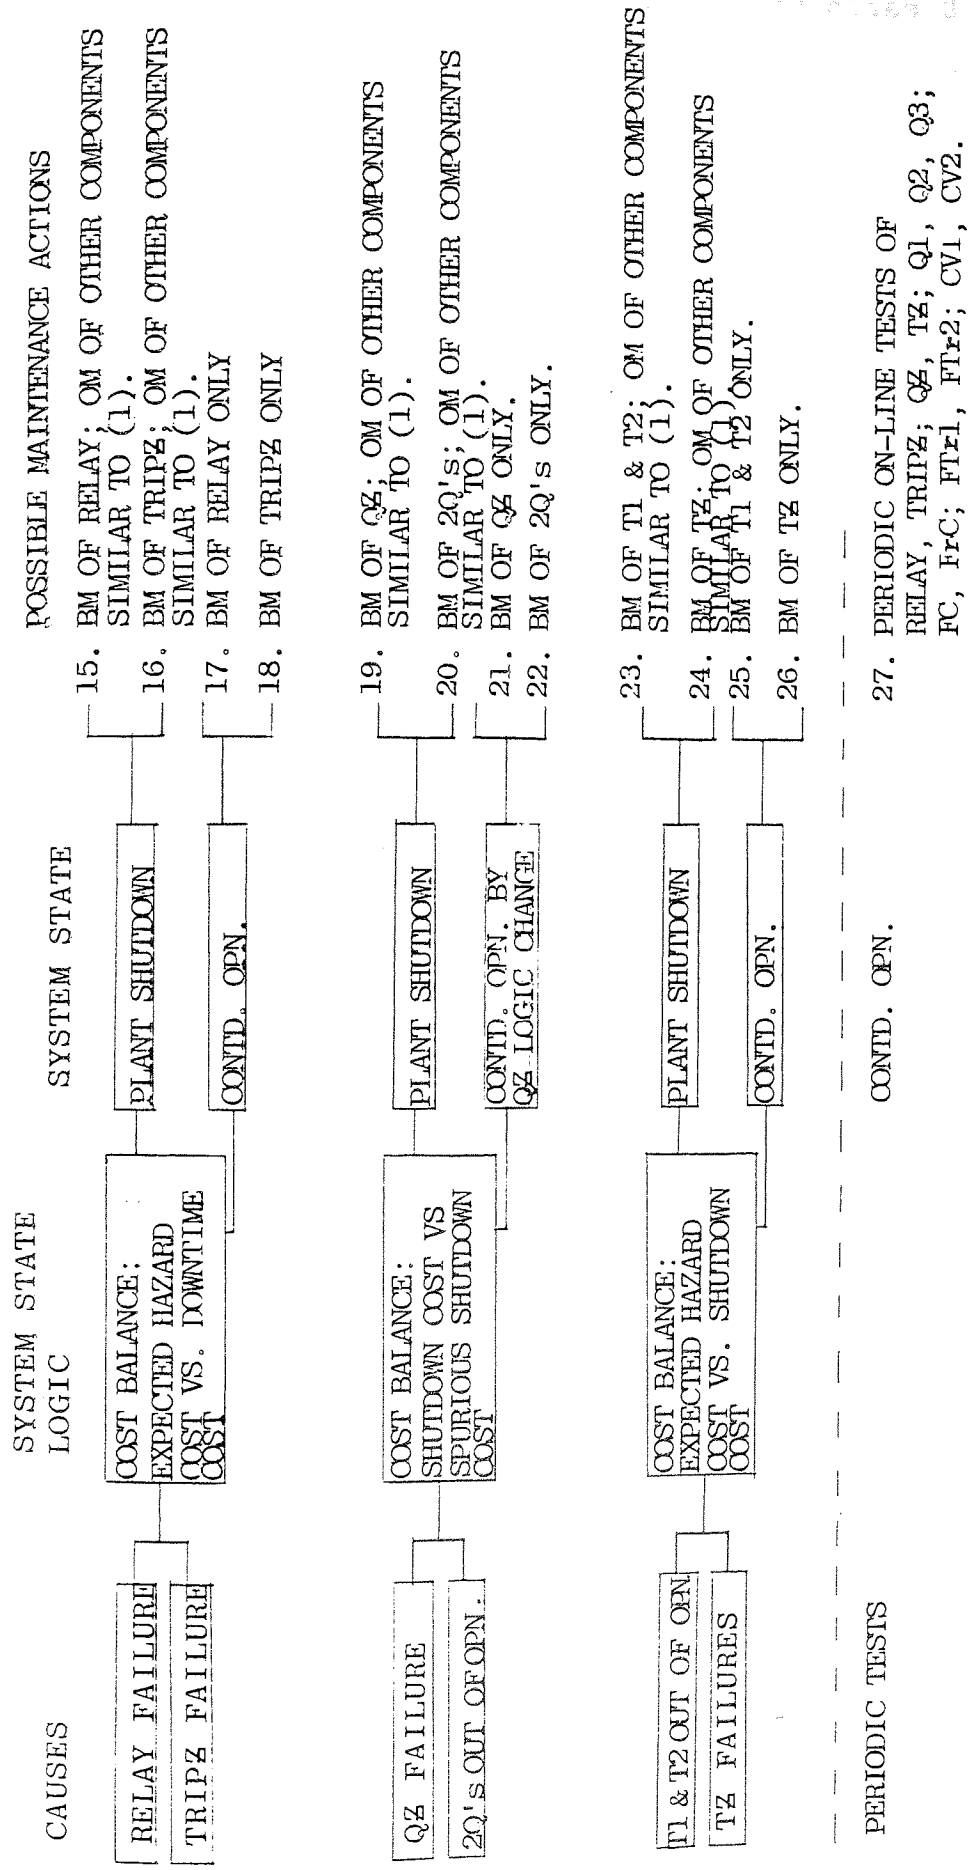 CAUSES
SYSTEM STATE
LOGIC
SYSTEM STATE
POSSIBLE MAINTENANCE ACTIONS
RELAY FAILURE
TRIPZ FAILURE
COST BALANCE:
EXPECTED HAZARD
COST VS. DOWNTIME
COST
PLANT SHUTDOWN
CONTD. OPN.
15. BM OF RELAY; OM OF OTHER COMPONENTS
SIMILAR TO (1).
16. BM OF TRIPZ; OM OF OTHER COMPONENTS
SIMILAR TO (1).
17. BM OF RELAY ONLY
18. BM OF TRIPZ ONLY
QZ FAILURE
2Q's OUT OF OPN.
COST BALANCE:
SHUTDOWN COST VS
SPURIOUS SHUTDOWN
COST
PLANT SHUTDOWN
CONTD. OPN. BY
QZ LOGIC CHANGE
19. BM OF QZ; OM OF OTHER COMPONENTS
SIMILAR TO (1).
20. BM OF 2Q's; OM OF OTHER COMPONENTS
SIMILAR TO (1).
21. BM OF QZ ONLY.
22. BM OF 2Q's ONLY.
T1 & T2 OUT OF OPN.
TZ FAILURES
COST BALANCE:
EXPECTED HAZARD
COST VS. SHUTDOWN
COST
PLANT SHUTDOWN
CONTD. OPN.
23. BM OF T1 & T2; OM OF OTHER COMPONENTS
SIMILAR TO (1).
24. BM OF TZ; OM OF OTHER COMPONENTS
SIMILAR TO (1)
25. BM OF T1 & T2 ONLY.
26. BM OF TZ ONLY.
PERIODIC TESTS
CONTD. OPN.
27. PERIODIC ON-LINE TESTS OF
RELAY, TRIPZ; QZ, TZ; Q1, Q2, Q3;
FC, FrC; FTr1, FTr2; CV1, CV2.